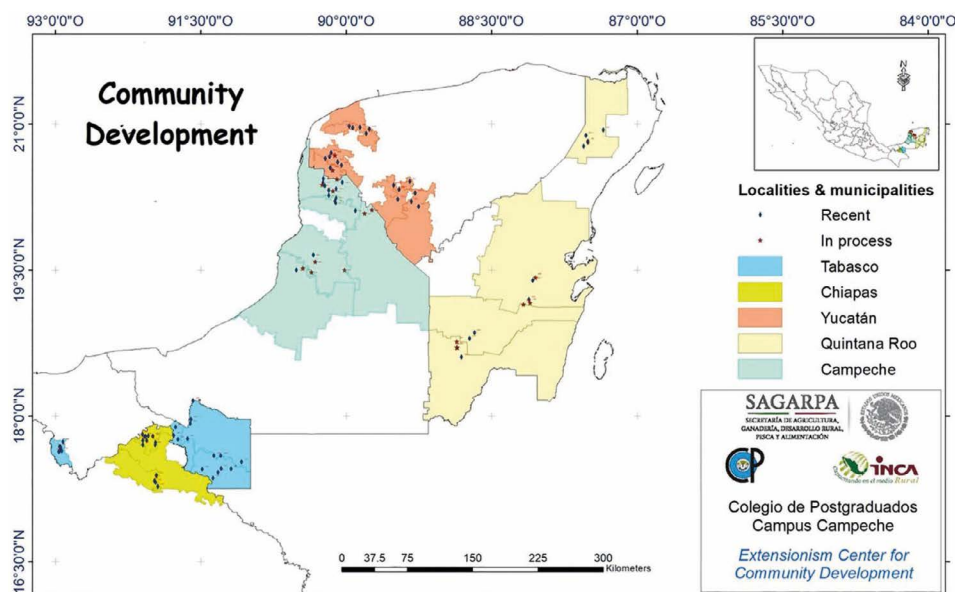 93°0'0"W 91°30'0"W 90°0'0"W 88°30'0"W 87°0'0"W 85°30'0"W 84°0'0"W
Community
Development
21°0'0"N
19°30'0"N
18°0'0"N
16°30'0"N
N
Localities & municipalities
Recent
In process
Tabasco
Chiapas
Yucatán
Quintana Roo
Campeche
SAGARPA
SECRETARÍA DE AGRICULTURA,
GANADERÍA, DESARROLLO RURAL,
PESCA Y ALIMENTACIÓN
CP
INCA
Rural
Colegio de Postgraduados
Campus Campeche
Extensionism Center for
Community Development
0 37.5 75 150 225 300
Kilometers